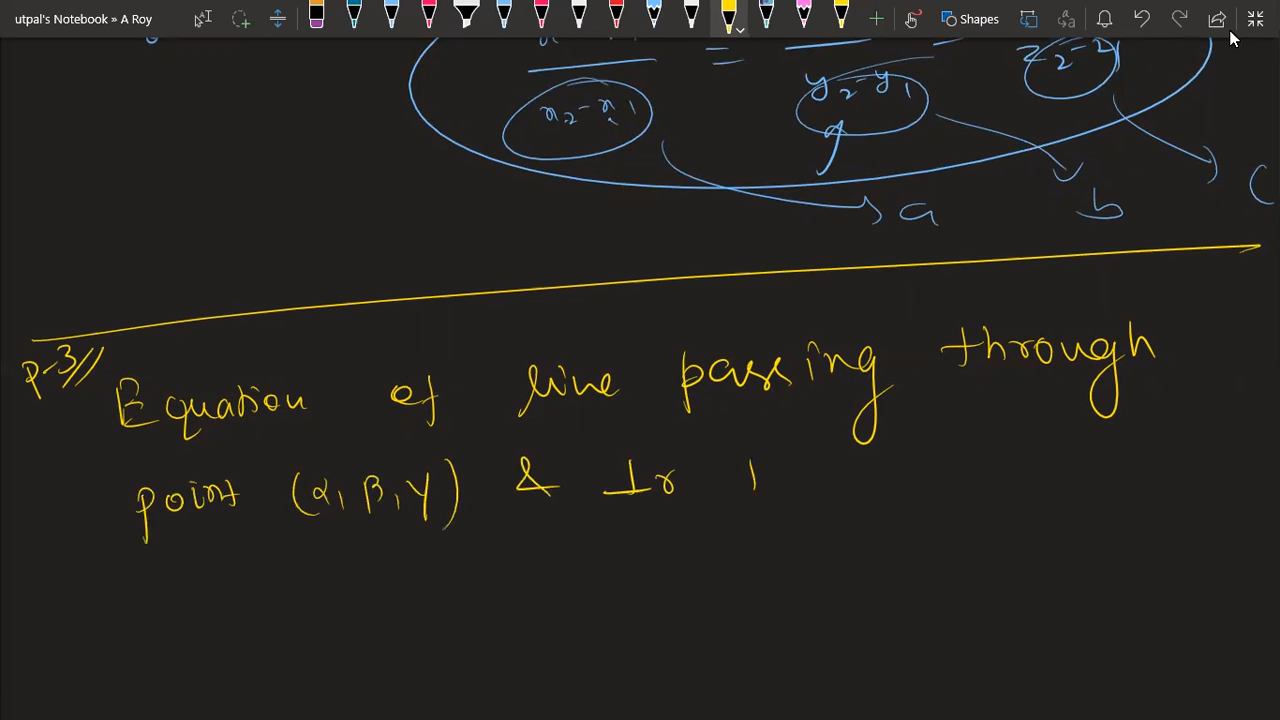 utpal's Notebook » A Roy
Shapes
= =
x₂-x₁ y₂-y₁ z₂-z₁
a b C
P-3//
Equation of line passing through
point (α, β, γ) & ⊥r